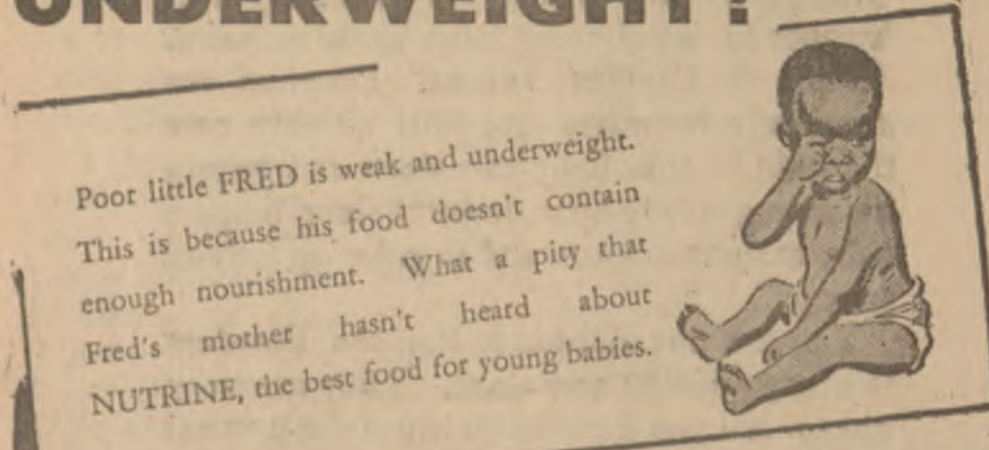 UNDERWEIGHT?
Poor little FRED is weak and underweight.
This is because his food doesn't contain
enough nourishment. What a pity that
Fred's mother hasn't heard about
NUTRINE, the best food for young babies.